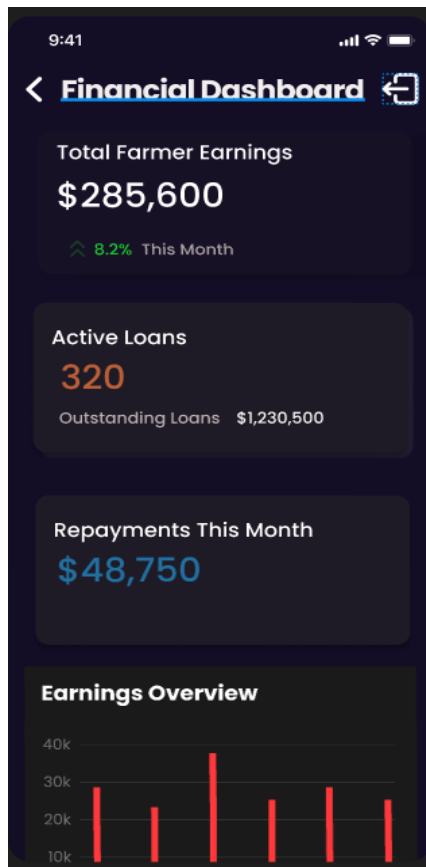 9:41
Financial Dashboard
Total Farmer Earnings
$285,600
8.2% This Month
Active Loans
320
Outstanding Loans $1,230,500
Repayments This Month
$48,750
Earnings Overview
40k
30k
20k
10k